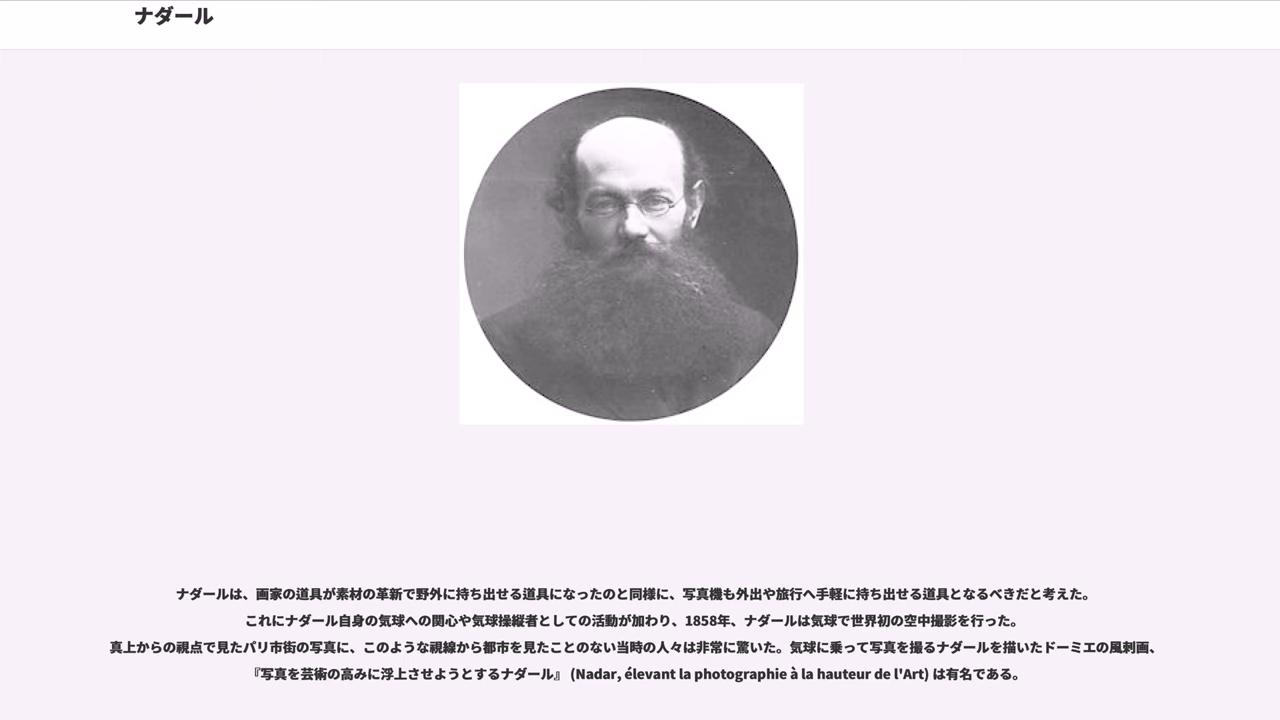 ナダール
ナダールは、画家の道具が素材の革新で野外に持ち出せる道具になったのと同様に、写真機も外出や旅行へ手軽に持ち出せる道具となるべきだと考えた。
これにナダール自身の気球への関心や気球操縦者としての活動が加わり、1858年、ナダールは気球で世界初の空中撮影を行った。
真上からの視点で見たパリ市街の写真に、このような視線から都市を見たことのない当時の人々は非常に驚いた。気球に乗って写真を撮るナダールを描いたドーミエの風刺画、
『写真を芸術の高みに浮上させようとするナダール』 (Nadar, élevant la photographie à la hauteur de l'Art) は有名である。